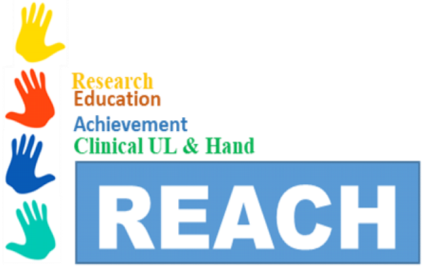 Research
Education
Achievement
Clinical UL & Hand
REACH